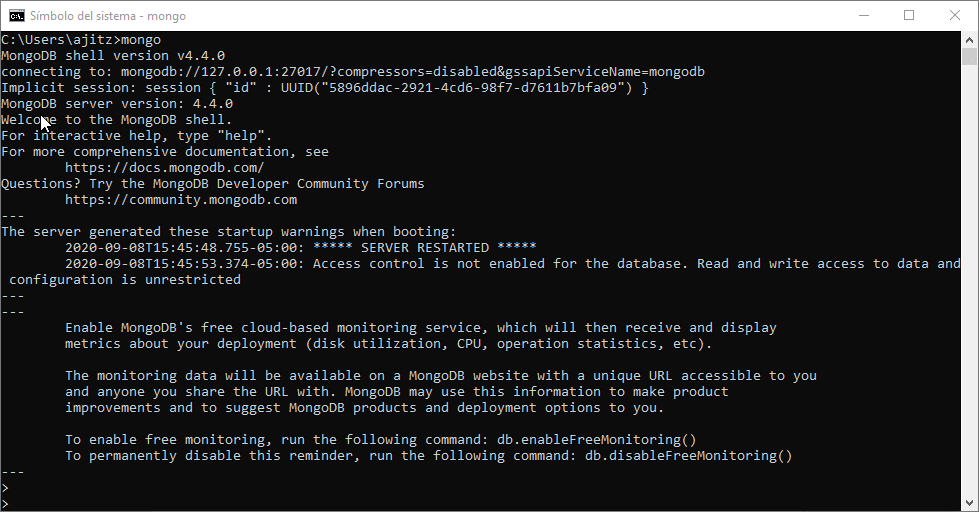 Símbolo del sistema - mongo
C:\Users\ajitz>mongo
MongoDB shell version v4.4.0
connecting to: mongodb://127.0.0.1:27017/?compressors=disabled&gssapiServiceName=mongodb
Implicit session: session { "id" : UUID("5896ddac-2921-4cd6-98f7-d7611b7bfa09") }
MongoDB server version: 4.4.0
Welcome to the MongoDB shell.
For interactive help, type "help".
For more comprehensive documentation, see
        https://docs.mongodb.com/
Questions? Try the MongoDB Developer Community Forums
        https://community.mongodb.com
---
The server generated these startup warnings when booting:
        2020-09-08T15:45:48.755-05:00: ***** SERVER RESTARTED *****
        2020-09-08T15:45:53.374-05:00: Access control is not enabled for the database. Read and write access to data and
 configuration is unrestricted
---
---
        Enable MongoDB's free cloud-based monitoring service, which will then receive and display
        metrics about your deployment (disk utilization, CPU, operation statistics, etc).

        The monitoring data will be available on a MongoDB website with a unique URL accessible to you
        and anyone you share the URL with. MongoDB may use this information to make product
        improvements and to suggest MongoDB products and deployment options to you.

        To enable free monitoring, run the following command: db.enableFreeMonitoring()
        To permanently disable this reminder, run the following command: db.disableFreeMonitoring()
---
>
>